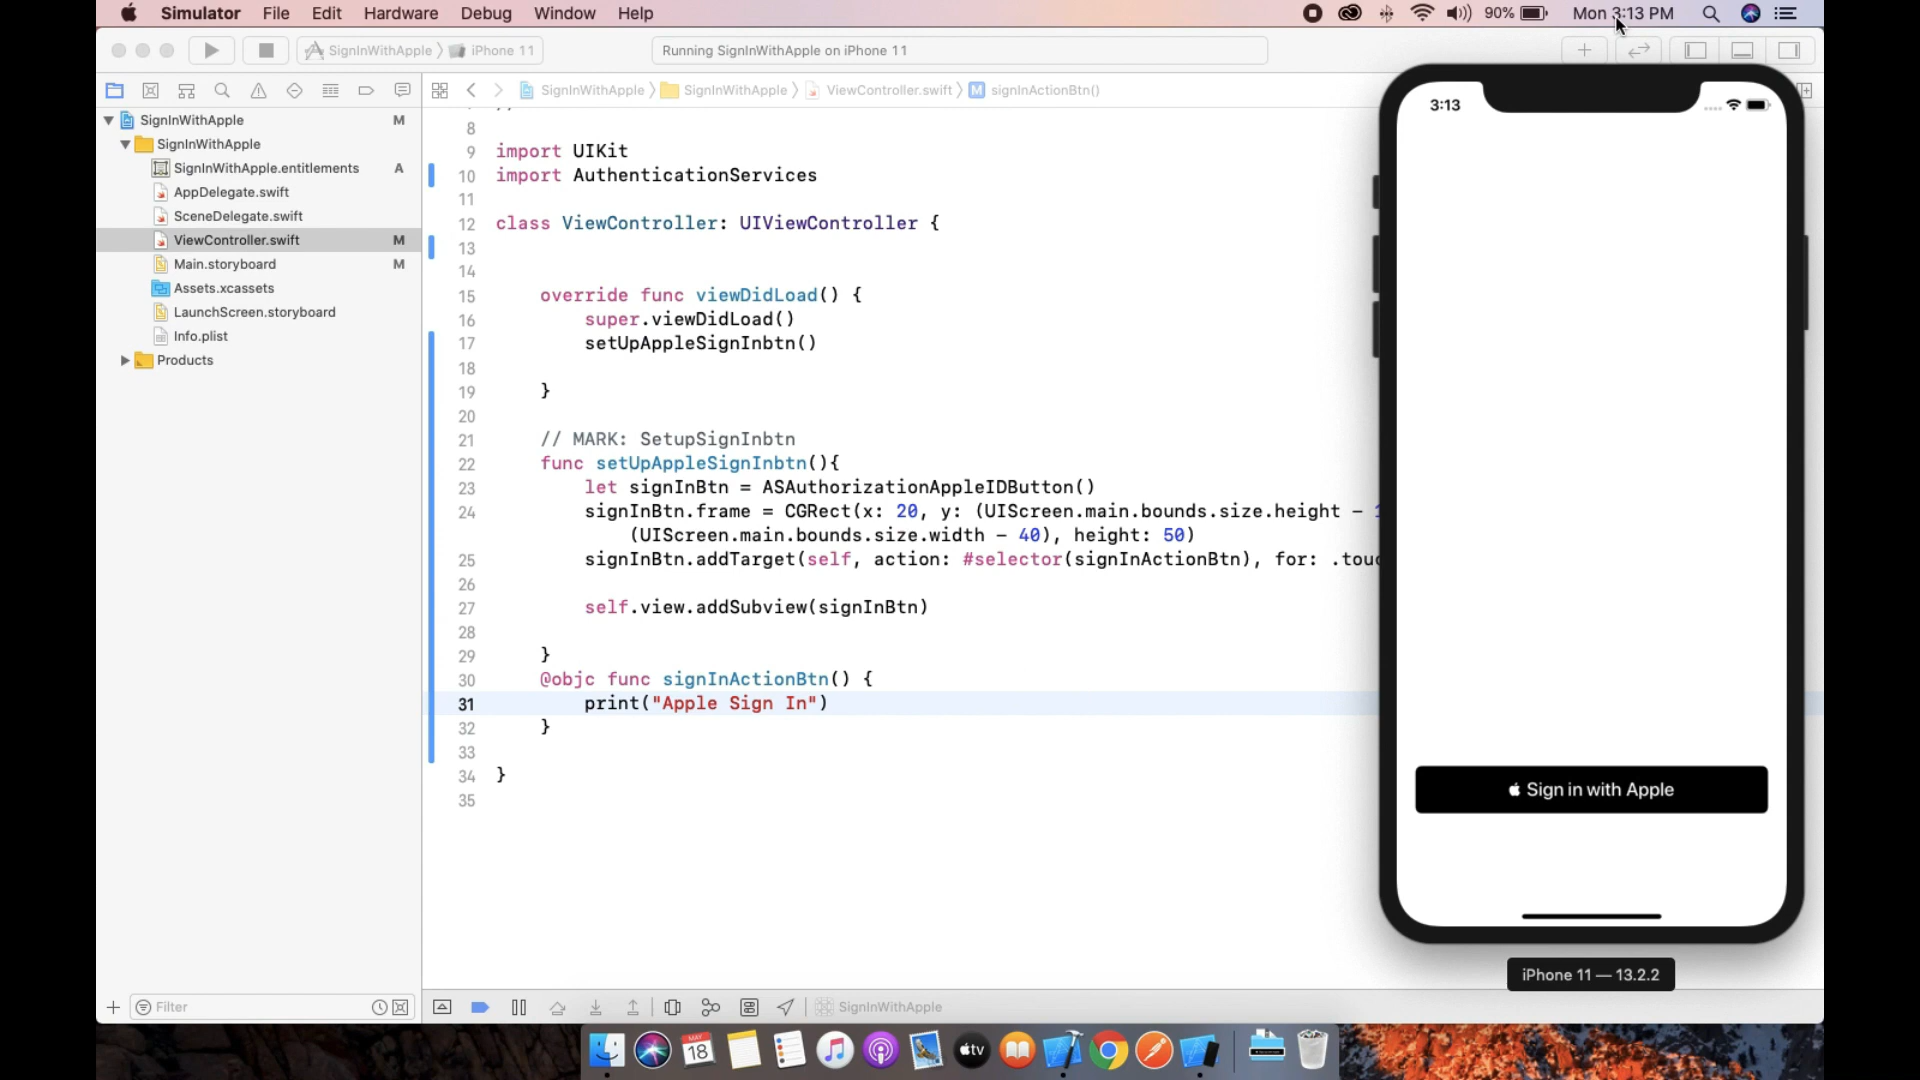 Simulator File Edit Hardware Debug Window Help 90% Mon 3:13 PM
SignInWithApple iPhone 11 Running SignInWithApple on iPhone 11
SignInWithApple SignInWithApple ViewController.swift M signInActionBtn()
SignInWithApple M
SignInWithApple
SignInWithApple.entitlements A
AppDelegate.swift
SceneDelegate.swift
ViewController.swift M
Main.storyboard M
Assets.xcassets
LaunchScreen.storyboard
Info.plist
Products
8
9 import UIKit
10 import AuthenticationServices
11
12 class ViewController: UIViewController {
13
14
15 override func viewDidLoad() {
16 super.viewDidLoad()
17 setUpAppleSignInbtn()
18
19 }
20
21 // MARK: SetupSignInbtn
22 func setUpAppleSignInbtn(){
23 let signInBtn = ASAuthorizationAppleIDButton()
24 signInBtn.frame = CGRect(x: 20, y: (UIScreen.main.bounds.size.height -
(UIScreen.main.bounds.size.width - 40), height: 50)
25 signInBtn.addTarget(self, action: #selector(signInActionBtn), for: .touc
26
27 self.view.addSubview(signInBtn)
28
29 }
30 @objc func signInActionBtn() {
31 print("Apple Sign In")
32 }
33
34 }
35
3:13
Sign in with Apple
iPhone 11 — 13.2.2
Filter
SignInWithApple
MAY
18
tv